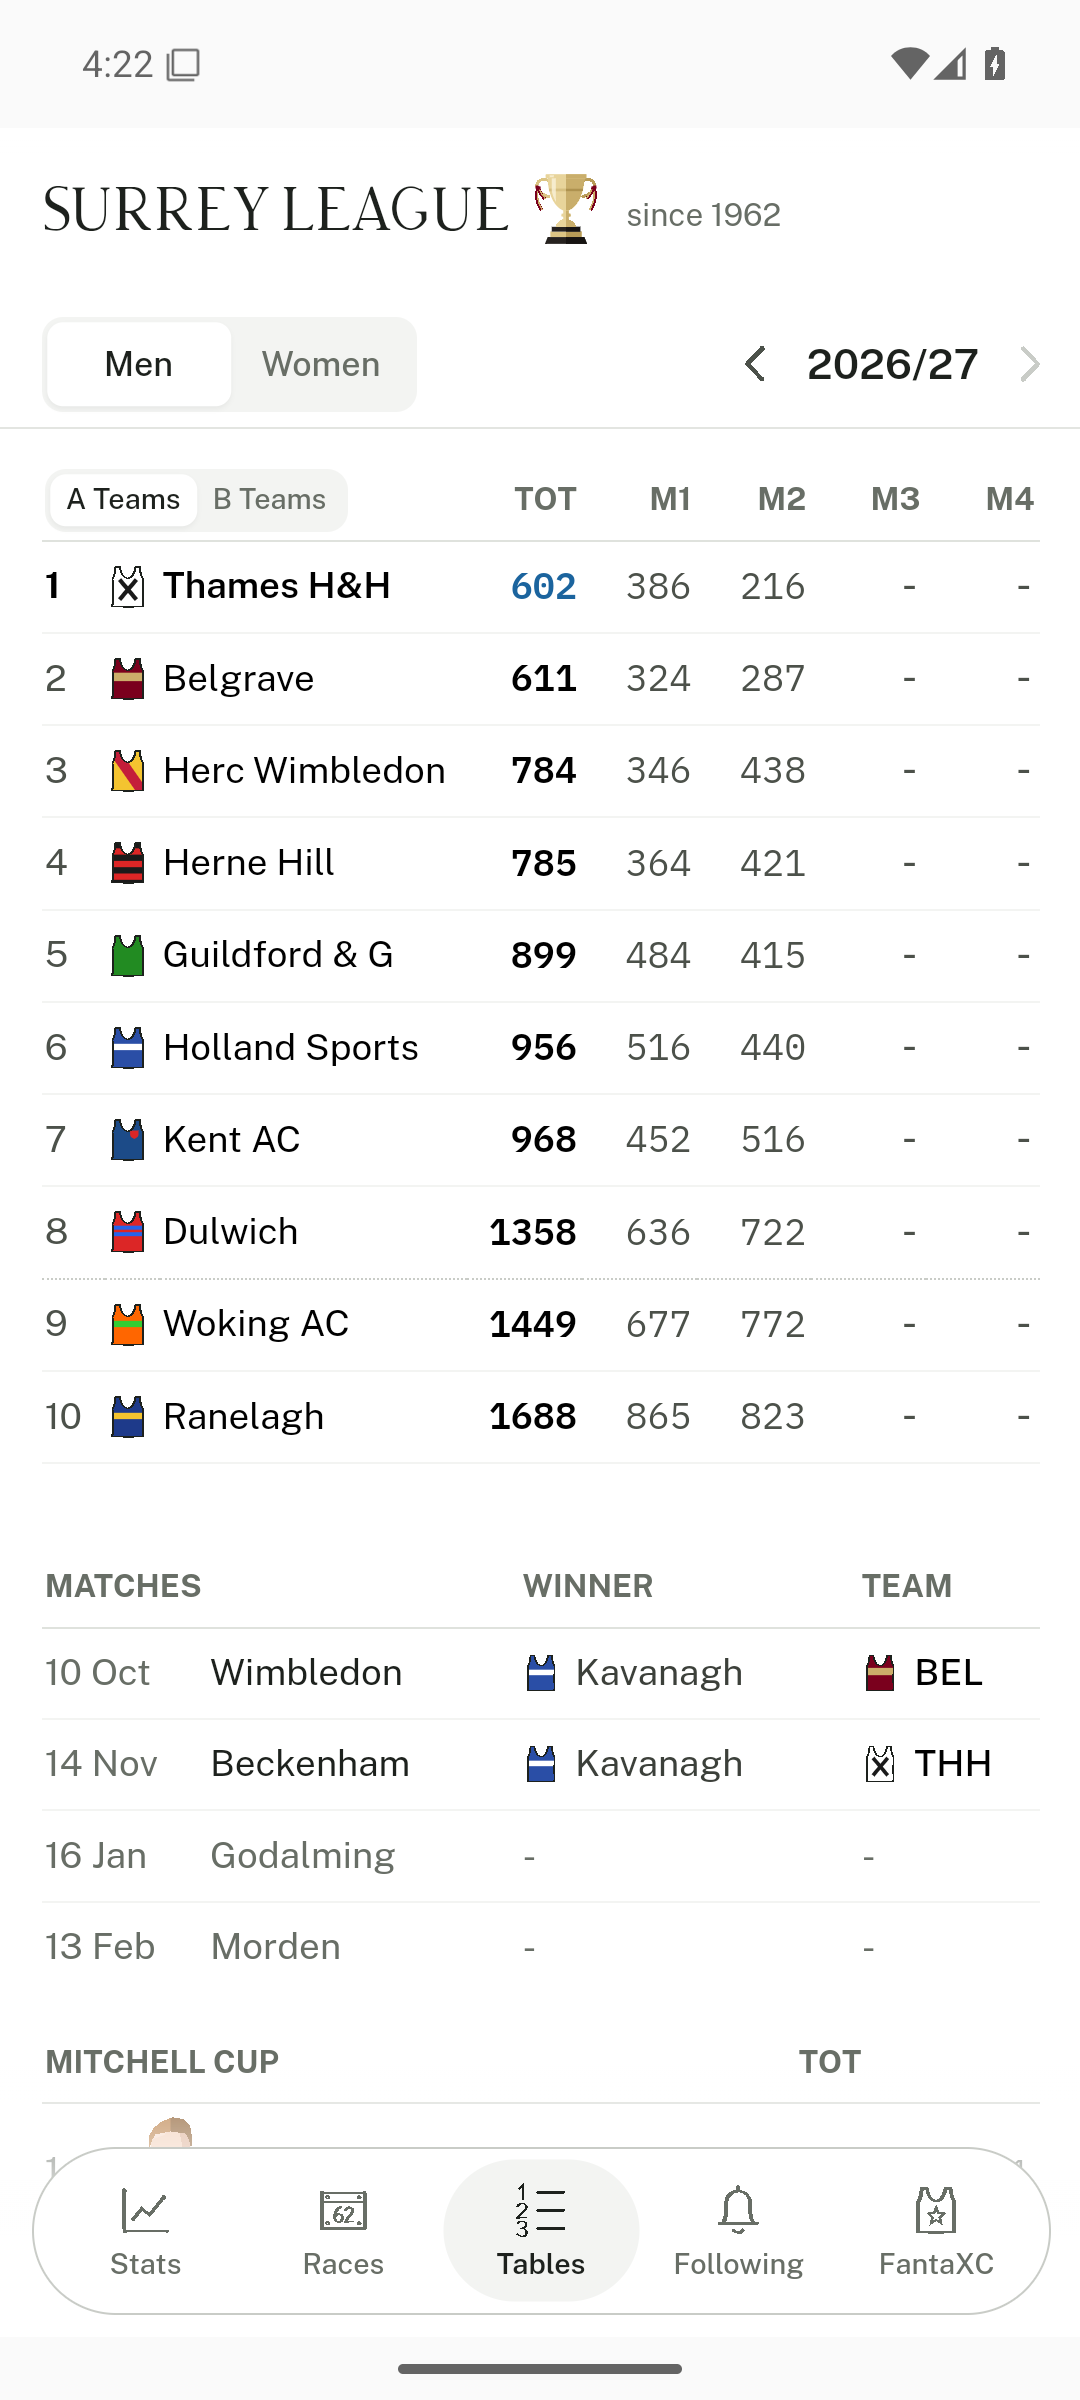 4:22
SURREY LEAGUE since 1962
Men Women 2026/27
A Teams B Teams TOT M1 M2 M3 M4
1 Thames H&H 602 386 216 - -
2 Belgrave 611 324 287 - -
3 Herc Wimbledon 784 346 438 - -
4 Herne Hill 785 364 421 - -
5 Guildford & G 899 484 415 - -
6 Holland Sports 956 516 440 - -
7 Kent AC 968 452 516 - -
8 Dulwich 1358 636 722 - -
9 Woking AC 1449 677 772 - -
10 Ranelagh 1688 865 823 - -
MATCHES WINNER TEAM
10 Oct Wimbledon Kavanagh BEL
14 Nov Beckenham Kavanagh THH
16 Jan Godalming - -
13 Feb Morden - -
MITCHELL CUP TOT
62
1
2
3
Stats Races Tables Following FantaXC